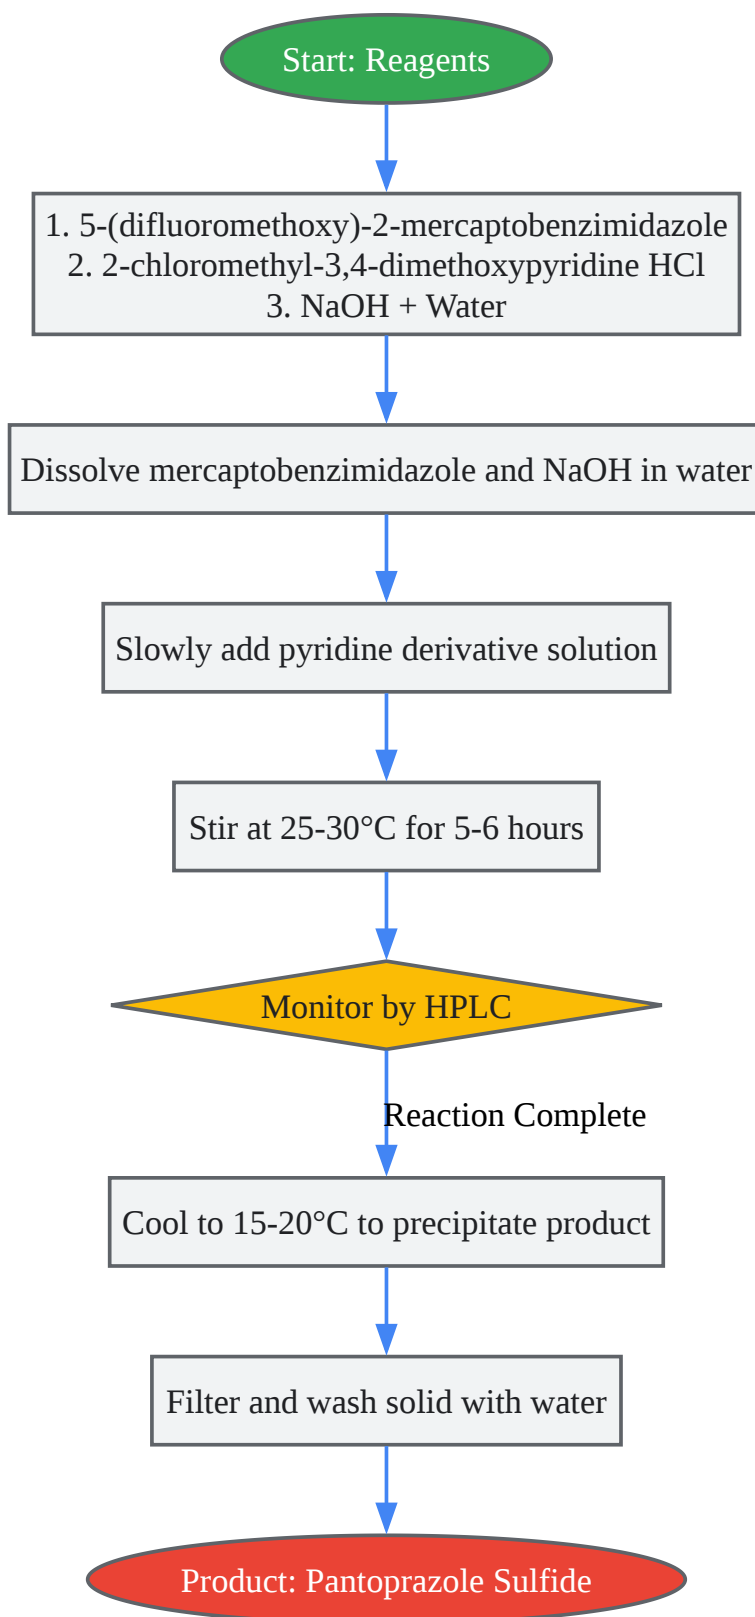 Start: Reagents
1. 5-(difluoromethoxy)-2-mercaptobenzimidazole
2. 2-chloromethyl-3,4-dimethoxypyridine HCl
3. NaOH + Water
Dissolve mercaptobenzimidazole and NaOH in water
Slowly add pyridine derivative solution
Stir at 25-30°C for 5-6 hours
Monitor by HPLC
Reaction Complete
Cool to 15-20°C to precipitate product
Filter and wash solid with water
Product: Pantoprazole Sulfide